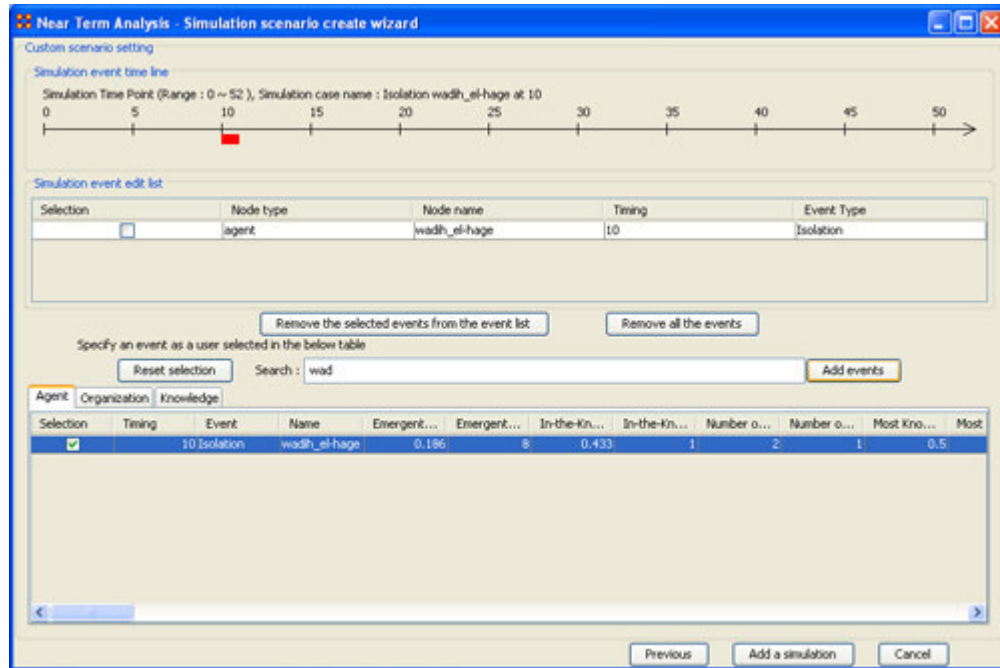 Near Term Analysis - Simulation scenario create wizard
Custom scenario setting
Simulation event time line
Simulation Time Point (Range : 0 ~ 52 ), Simulation case name : Isolation wadih_el-hage at 10
0 5 10 15 20 25 30 35 40 45 50
Simulation event edit list
Selection Node type Node name Timing Event Type
agent wadih_el-hage 10 Isolation
Remove the selected events from the event list Remove all the events
Specify an event as a user selected in the below table
Reset selection Search : wad Add events
Agent Organization Knowledge
Selection Timing Event Name Emergent... Emergent... In-the-Kn... In-the-Kn... Number o... Number o... Most Kno... Most
10 Isolation wadih_el-hage 0.186 8 0.433 1 2 1 0.5
Previous Add a simulation Cancel